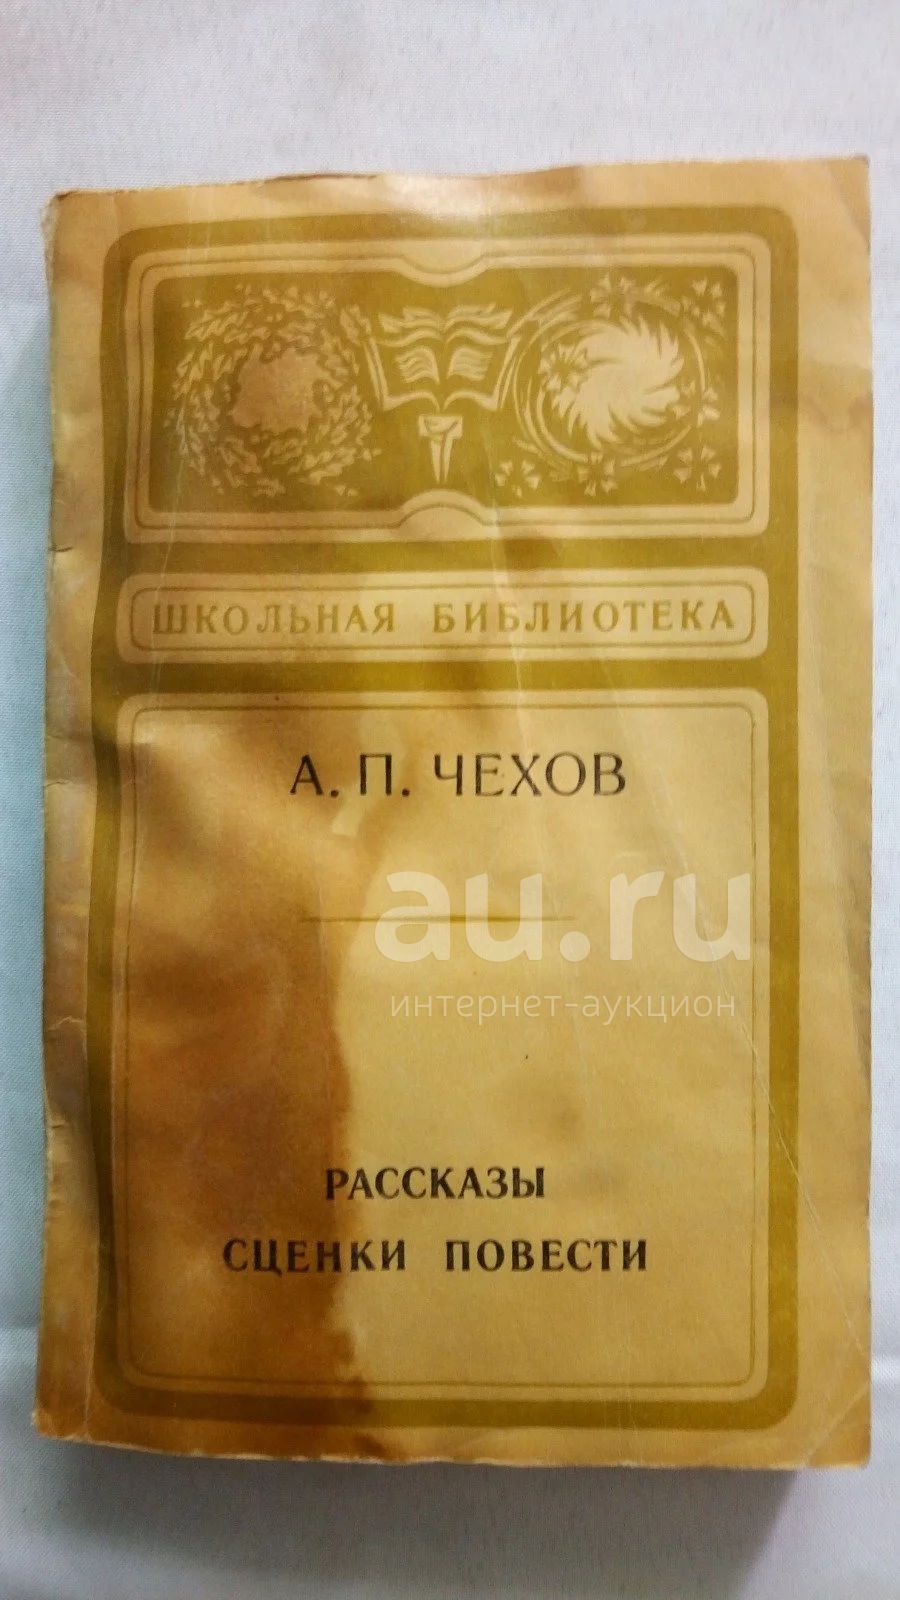 ШКОЛЬНАЯ БИБЛИОТЕКА
А. П. ЧЕХОВ
au.ru
интернет-аукцион
РАССКАЗЫ
СЦЕНКИ ПОВЕСТИ